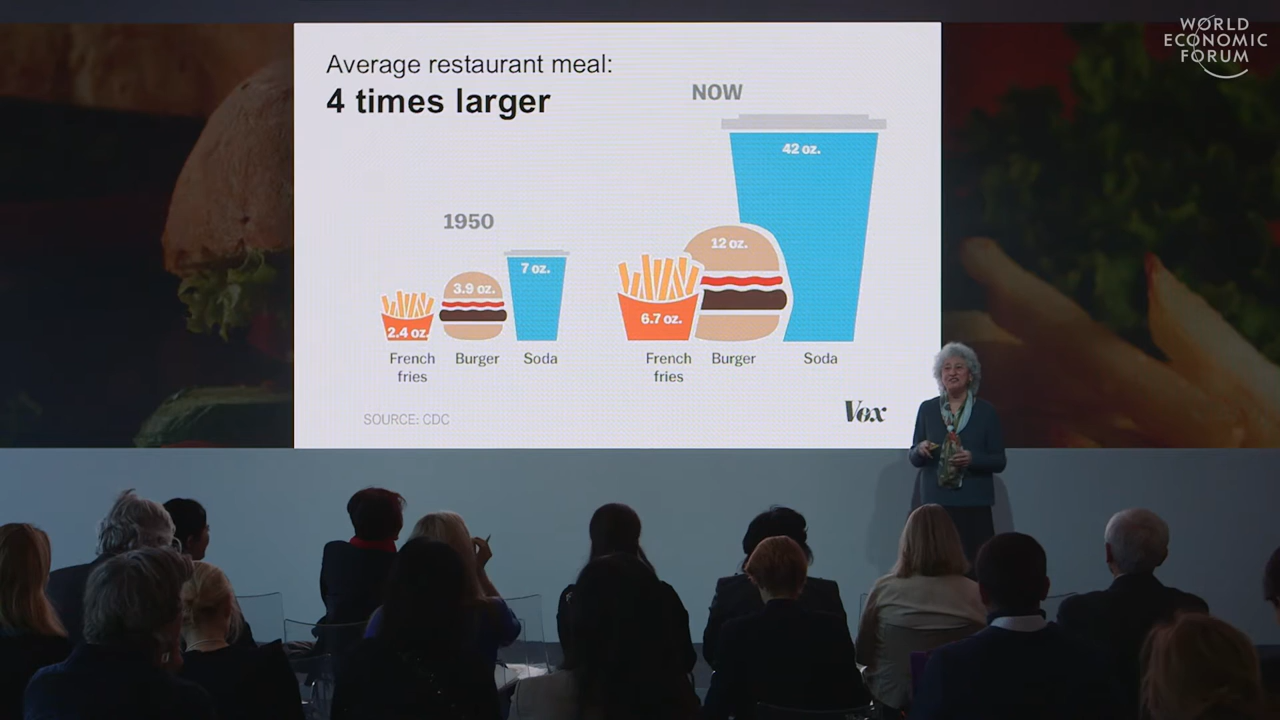 WORLD
ECONOMIC
FORUM
Average restaurant meal:
4 times larger
NOW
42 oz.
1950
12 oz.
7 oz.
3.9 oz.
6.7 oz.
2.4 oz.
French
fries
Burger
Soda
French
fries
Burger
Soda
SOURCE: CDC
Vox